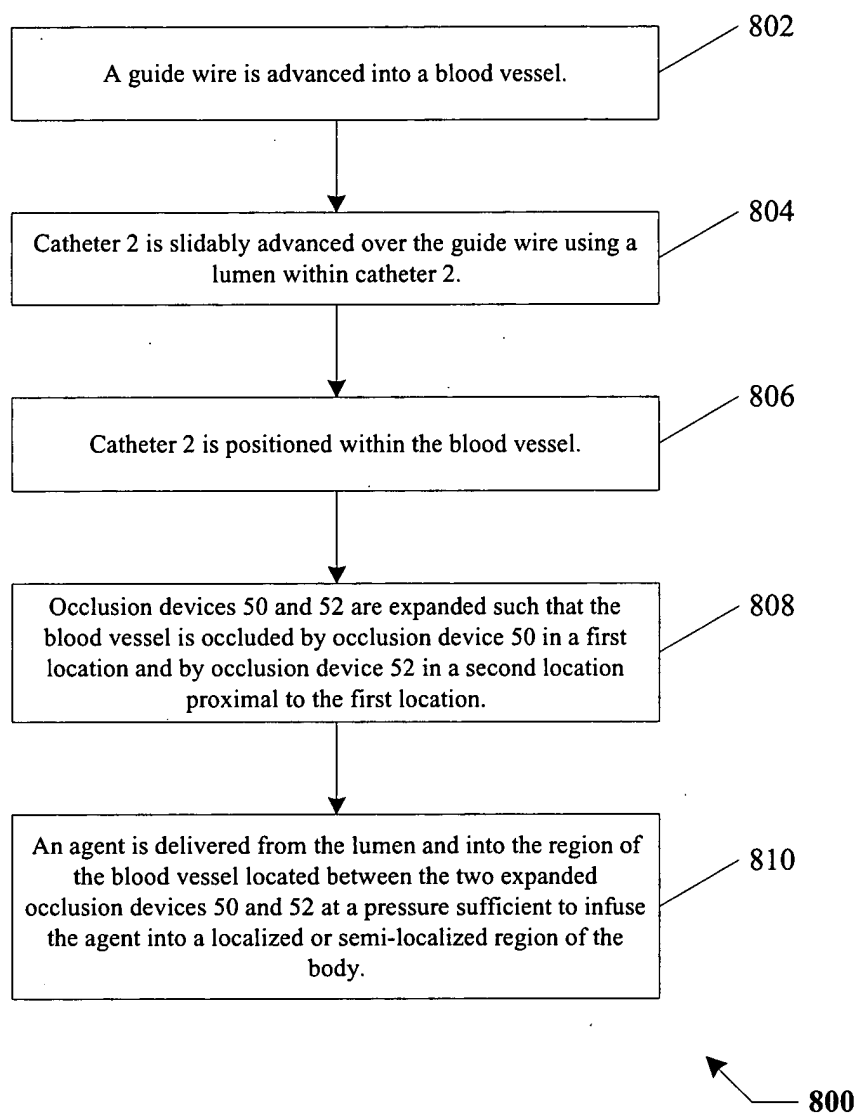 802
A guide wire is advanced into a blood vessel.
804
Catheter 2 is slidably advanced over the guide wire using a
lumen within catheter 2.
806
Catheter 2 is positioned within the blood vessel.
808
Occlusion devices 50 and 52 are expanded such that the
blood vessel is occluded by occlusion device 50 in a first
location and by occlusion device 52 in a second location
proximal to the first location.
810
An agent is delivered from the lumen and into the region of
the blood vessel located between the two expanded
occlusion devices 50 and 52 at a pressure sufficient to infuse
the agent into a localized or semi-localized region of the
body.
800